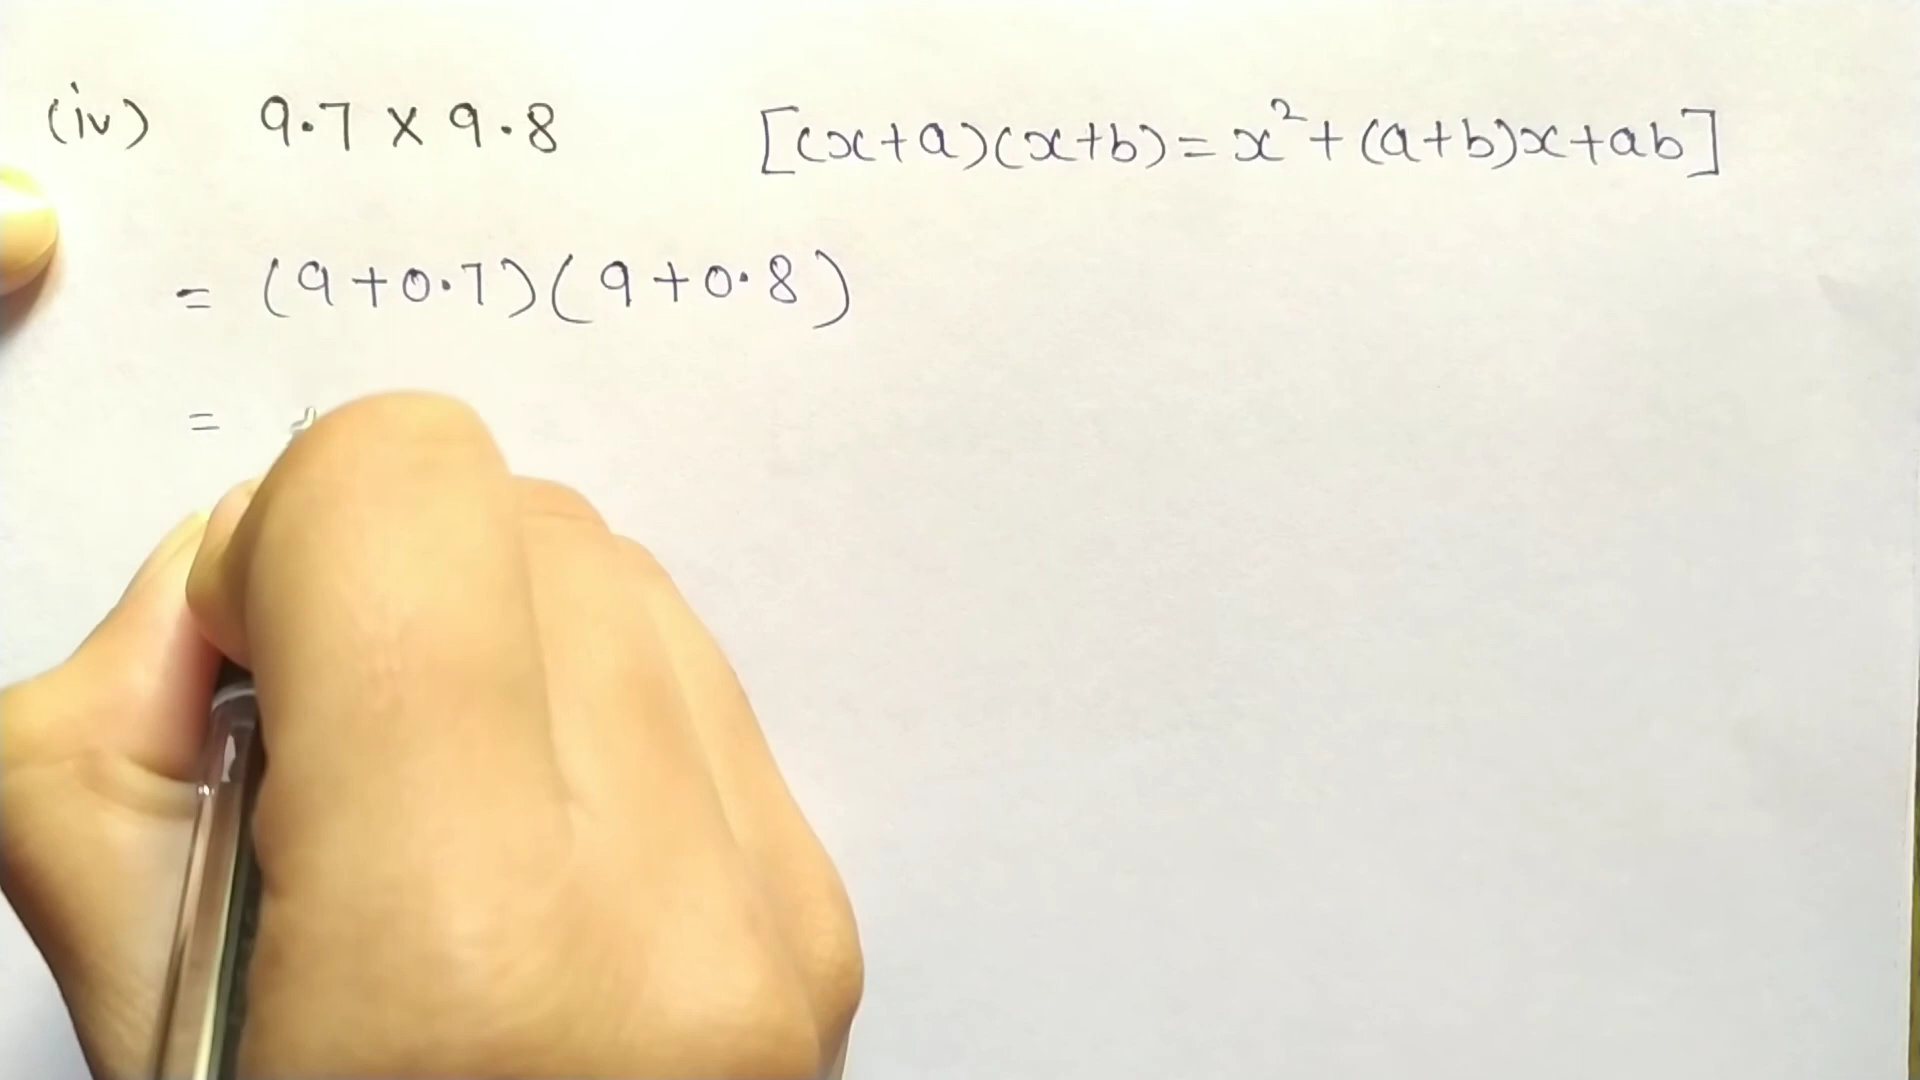 (iv) 9.7 × 9.8 [(x+a)(x+b)=x²+(a+b)x+ab]
= (9+0.7)(9+0.8)
=